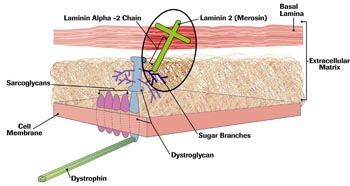 Laminin Alpha -2 Chain
Laminin 2 (Merosin)
Basal
Lamina
Extracellular
Matrix
Sarcoglycans
Cell
Membrane
Sugar Branches
Dystroglycan
Dystrophin